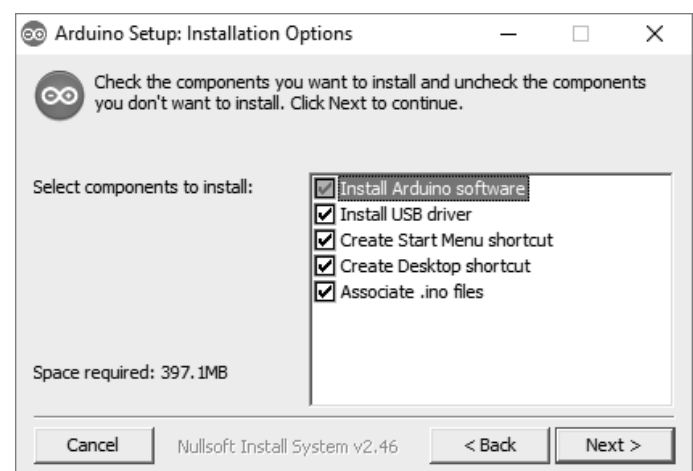 Arduino Setup: Installation Options
Check the components you want to install and uncheck the components
you don't want to install. Click Next to continue.
Select components to install:
Install Arduino software
Install USB driver
Create Start Menu shortcut
Create Desktop shortcut
Associate .ino files
Space required: 397.1MB
Cancel
Nullsoft Install System v2.46
< Back
Next >